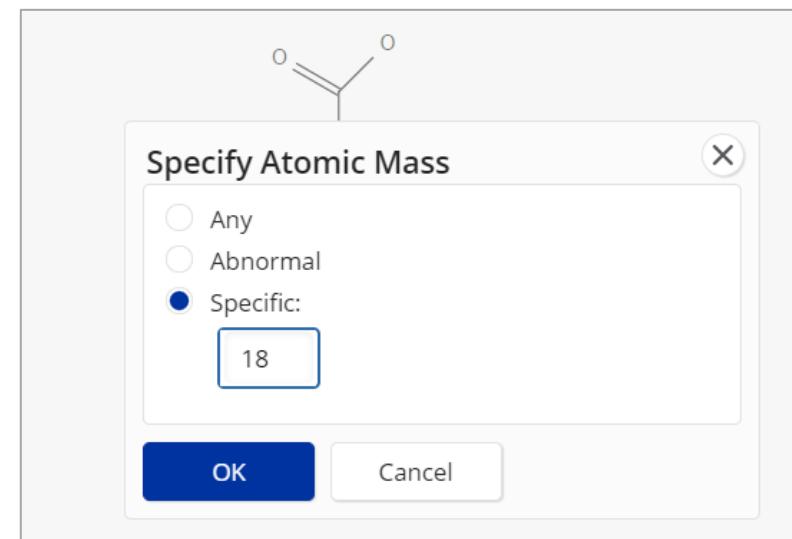 O
O
Specify Atomic Mass
Any
Abnormal
Specific:
18
OK
Cancel